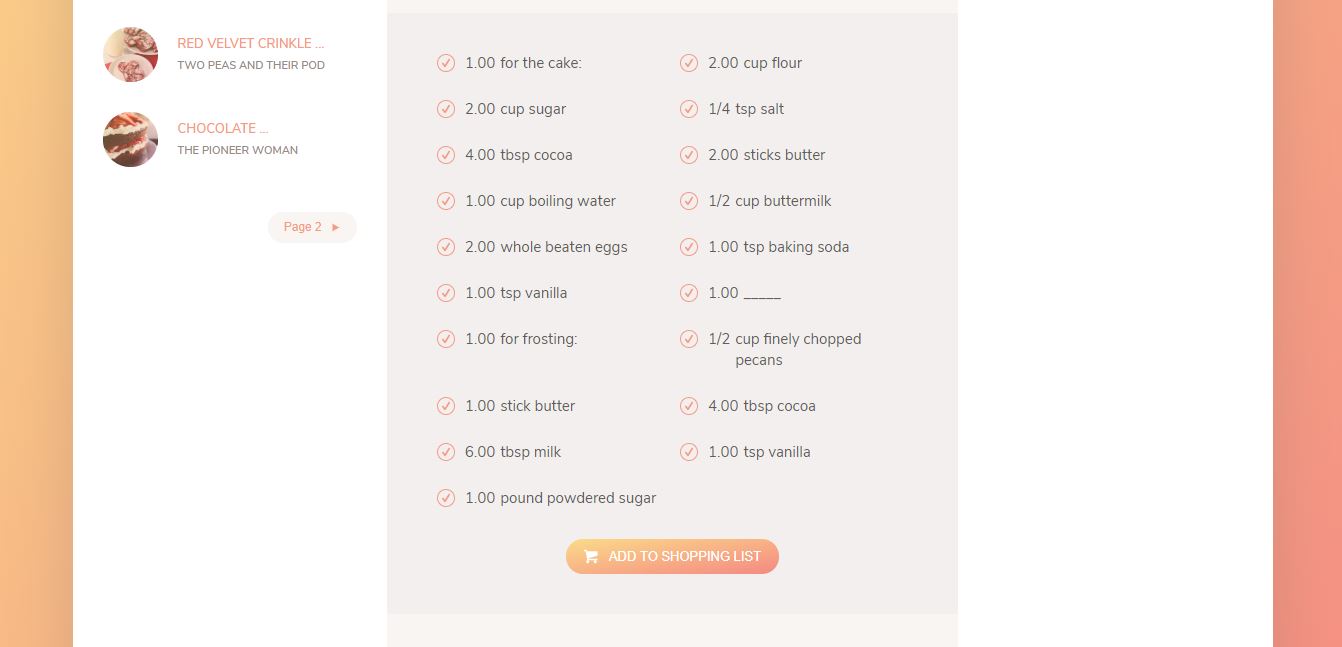 RED VELVET CRINKLE ...
TWO PEAS AND THEIR POD
CHOCOLATE ...
THE PIONEER WOMAN
Page 2 ►
1.00 for the cake:
2.00 cup flour
2.00 cup sugar
1/4 tsp salt
4.00 tbsp cocoa
2.00 sticks butter
1.00 cup boiling water
1/2 cup buttermilk
2.00 whole beaten eggs
1.00 tsp baking soda
1.00 tsp vanilla
1.00 _____
1.00 for frosting:
1/2 cup finely chopped
pecans
1.00 stick butter
4.00 tbsp cocoa
6.00 tbsp milk
1.00 tsp vanilla
1.00 pound powdered sugar
ADD TO SHOPPING LIST